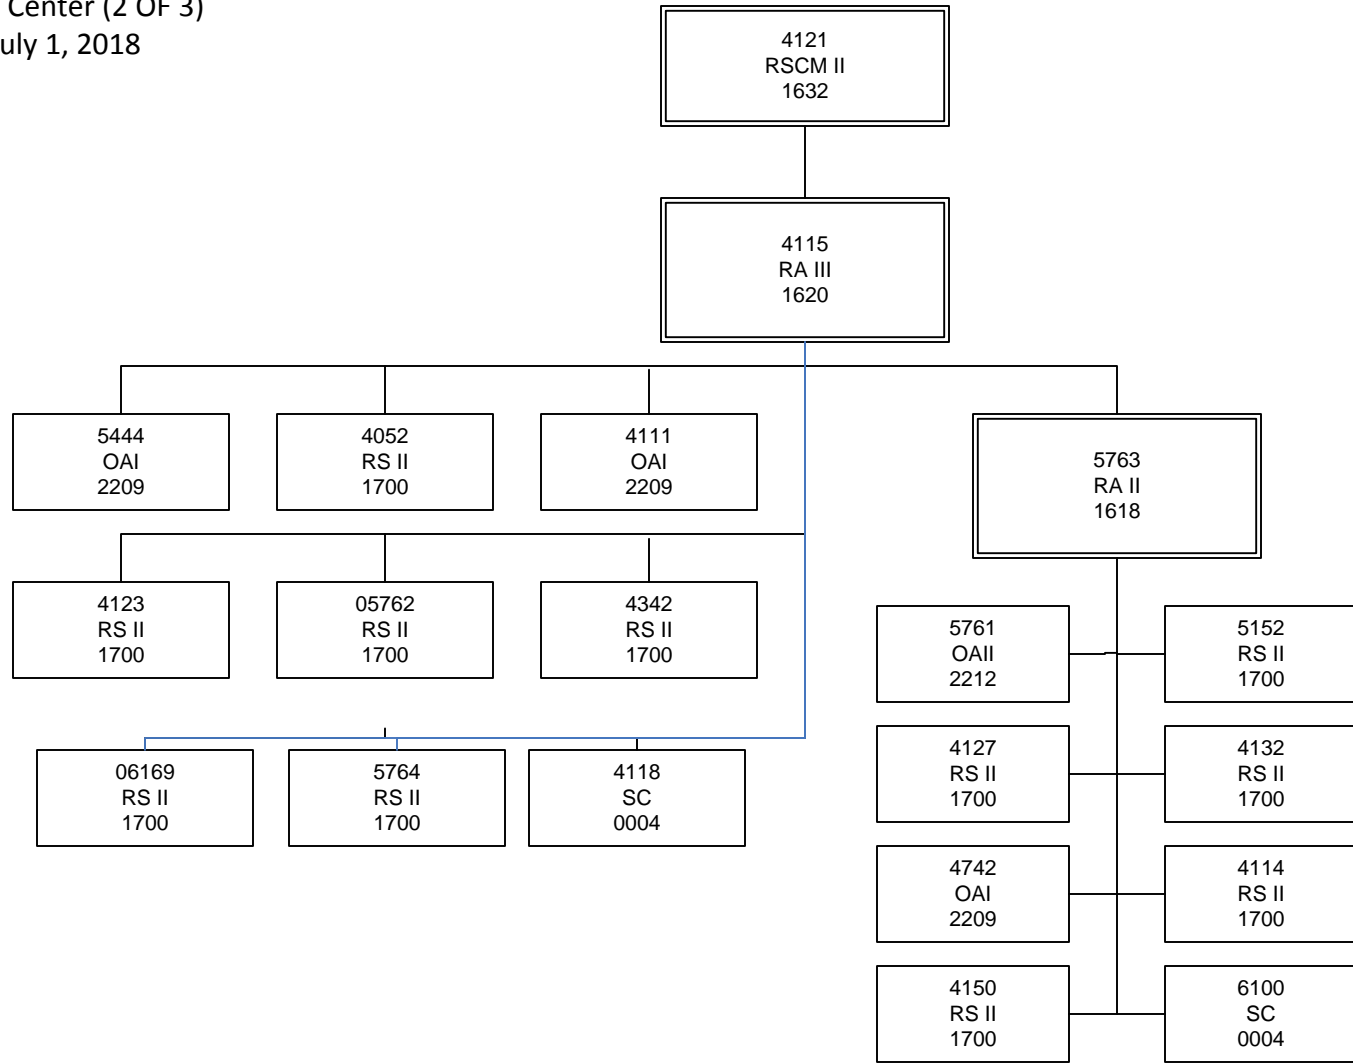 Center (2 OF 3)
uly 1, 2018
4121
RSCM II
1632
4115
RA III
1620
5444
OAI
2209
4052
RS II
1700
4111
OAI
2209
5763
RA II
1618
4123
RS II
1700
05762
RS II
1700
4342
RS II
1700
5761
OAII
2212
5152
RS II
1700
06169
RS II
1700
5764
RS II
1700
4118
SC
0004
4127
RS II
1700
4132
RS II
1700
4742
OAI
2209
4114
RS II
1700
4150
RS II
1700
6100
SC
0004